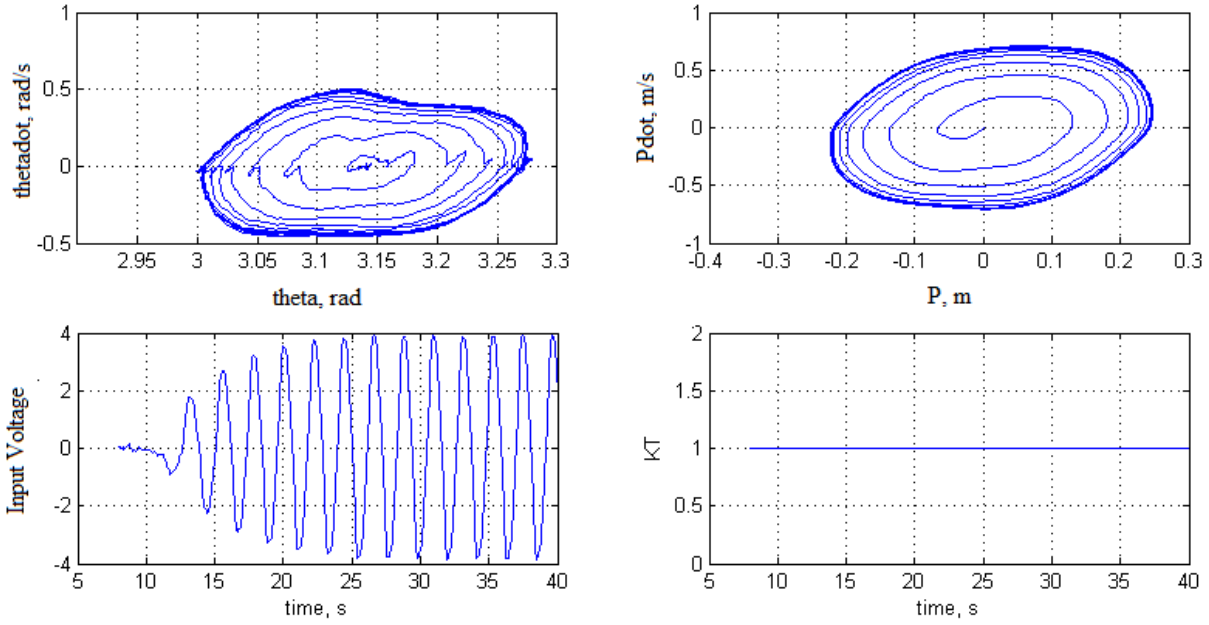 1
0.5
0
-0.5
thetadot, rad/s
2.95 3 3.05 3.1 3.15 3.2 3.25 3.3
theta, rad
1
0.5
0
-0.5
-1
Pdot, m/s
-0.4 -0.3 -0.2 -0.1 0 0.1 0.2 0.3
P, m
4
2
0
-2
-4
Input Voltage
5 10 15 20 25 30 35 40
time, s
2
1.5
1
0.5
0
KT
5 10 15 20 25 30 35 40
time, s